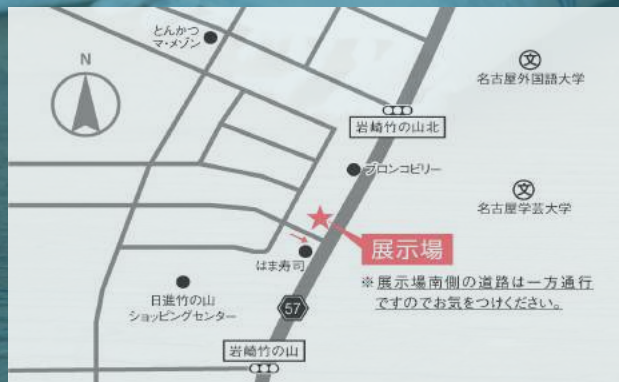 とんかつ
マ・メゾン
N
文
名古屋外国語大学
岩崎竹の山北
ブロンコビリー
文
名古屋学芸大学
展示場
はま寿司
※展示場南側の道路は一方通行
ですのでお気をつけください。
日進竹の山
ショッピングセンター
57
岩崎竹の山